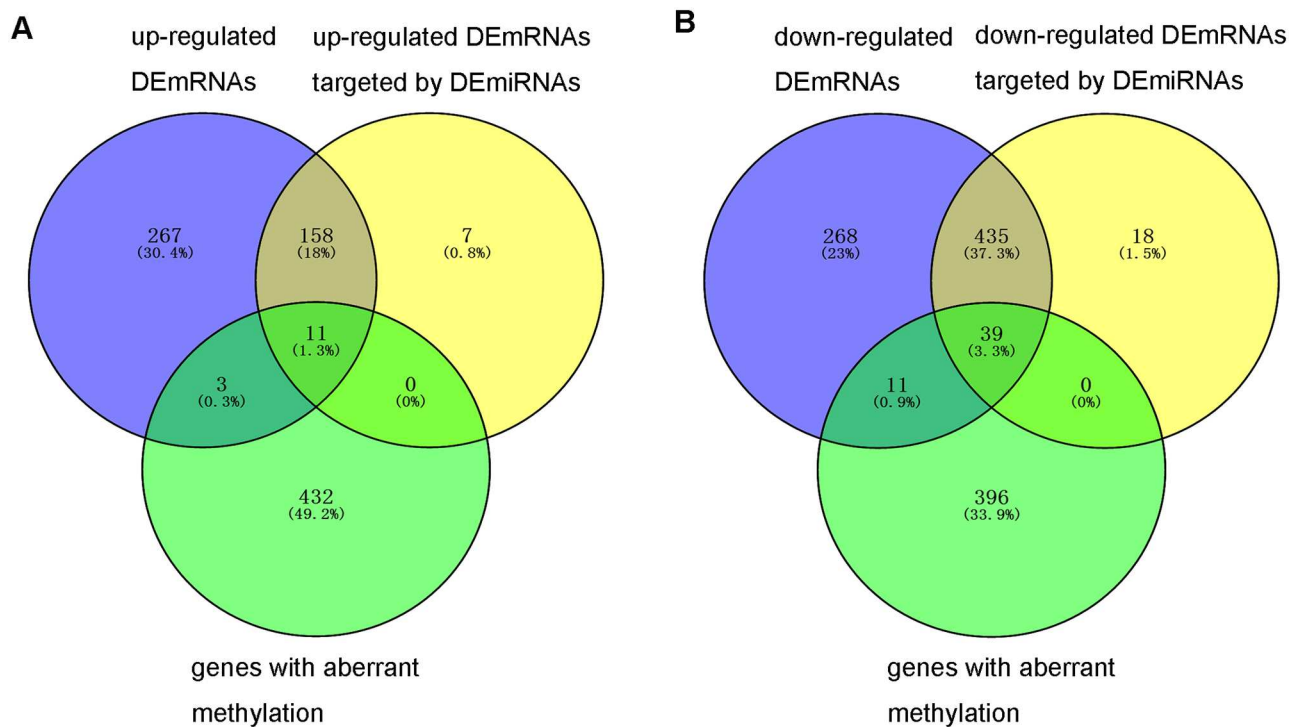 A
up-regulated
DEmRNAs
up-regulated DEmRNAs
targeted by DEmiRNAs
267
(30.4%)
158
(18%)
7
(0.8%)
11
(1.3%)
3
(0.3%)
0
(0%)
432
(49.2%)
genes with aberrant
methylation
B
down-regulated
DEmRNAs
down-regulated DEmRNAs
targeted by DEmiRNAs
268
(23%)
435
(37.3%)
18
(1.5%)
39
(3.3%)
11
(0.9%)
0
(0%)
396
(33.9%)
genes with aberrant
methylation